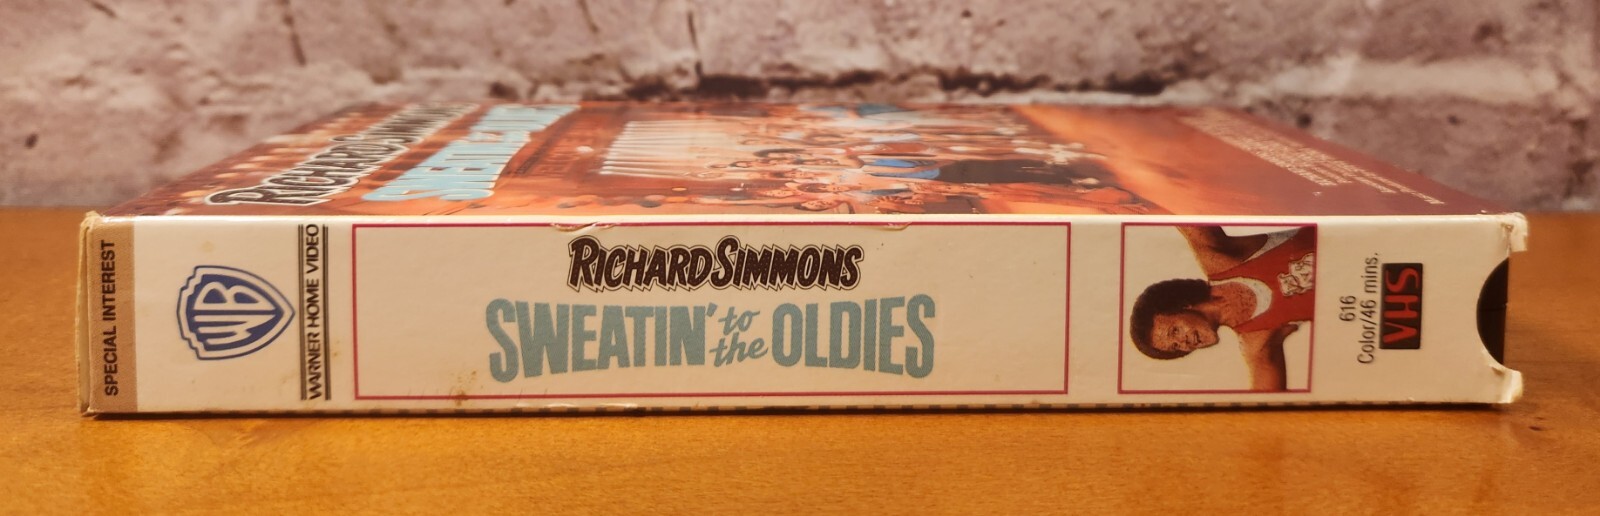 RICHARD SIMMONS
SPECIAL INTEREST
WB
WARNER HOME VIDEO
RICHARD SIMMONS
SWEATIN' to the OLDIES
616
Color/46 mins.
VHS